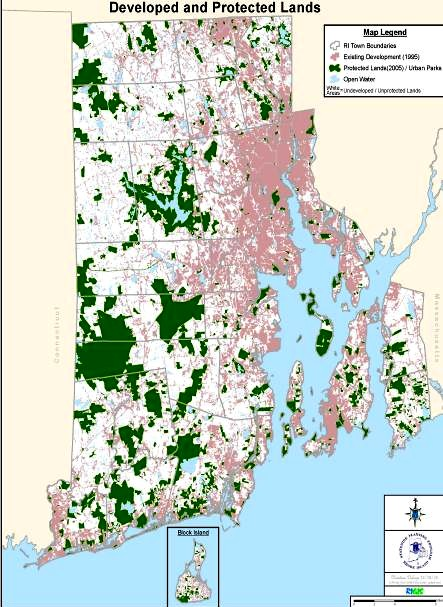 Developed and Protected Lands
Map Legend
RI Town Boundaries
Existing Development (1995)
Protected Lands(2005) / Urban Parks
Open Water
White Areas = Undeveloped / Unprotected Lands
Connecticut
Massachusetts
Block Island
RIGIS